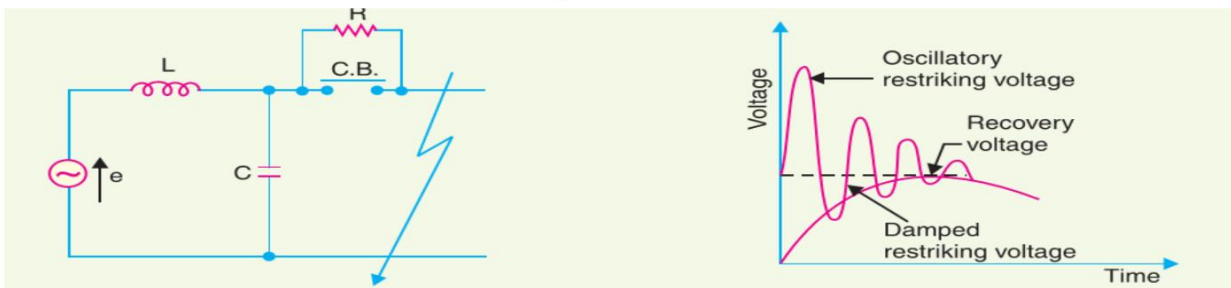 R
L
C.B.
C
e
Voltage
Oscillatory
restriking voltage
Recovery
voltage
Damped
restriking voltage
Time